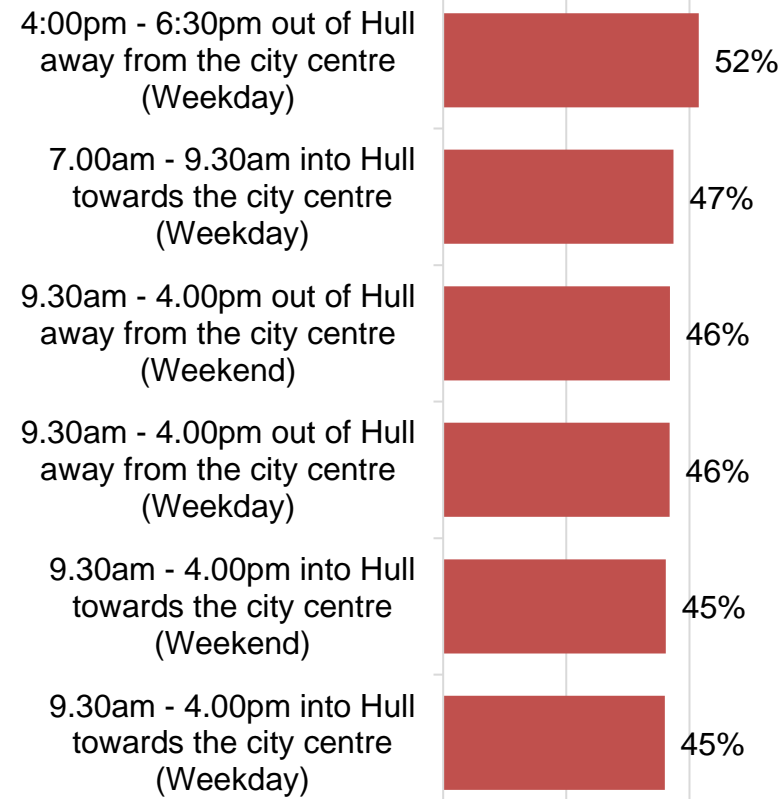 4:00pm - 6:30pm out of Hull
away from the city centre
(Weekday)
52%
7.00am - 9.30am into Hull
towards the city centre
(Weekday)
47%
9.30am - 4.00pm out of Hull
away from the city centre
(Weekend)
46%
9.30am - 4.00pm out of Hull
away from the city centre
(Weekday)
46%
9.30am - 4.00pm into Hull
towards the city centre
(Weekend)
45%
9.30am - 4.00pm into Hull
towards the city centre
(Weekday)
45%